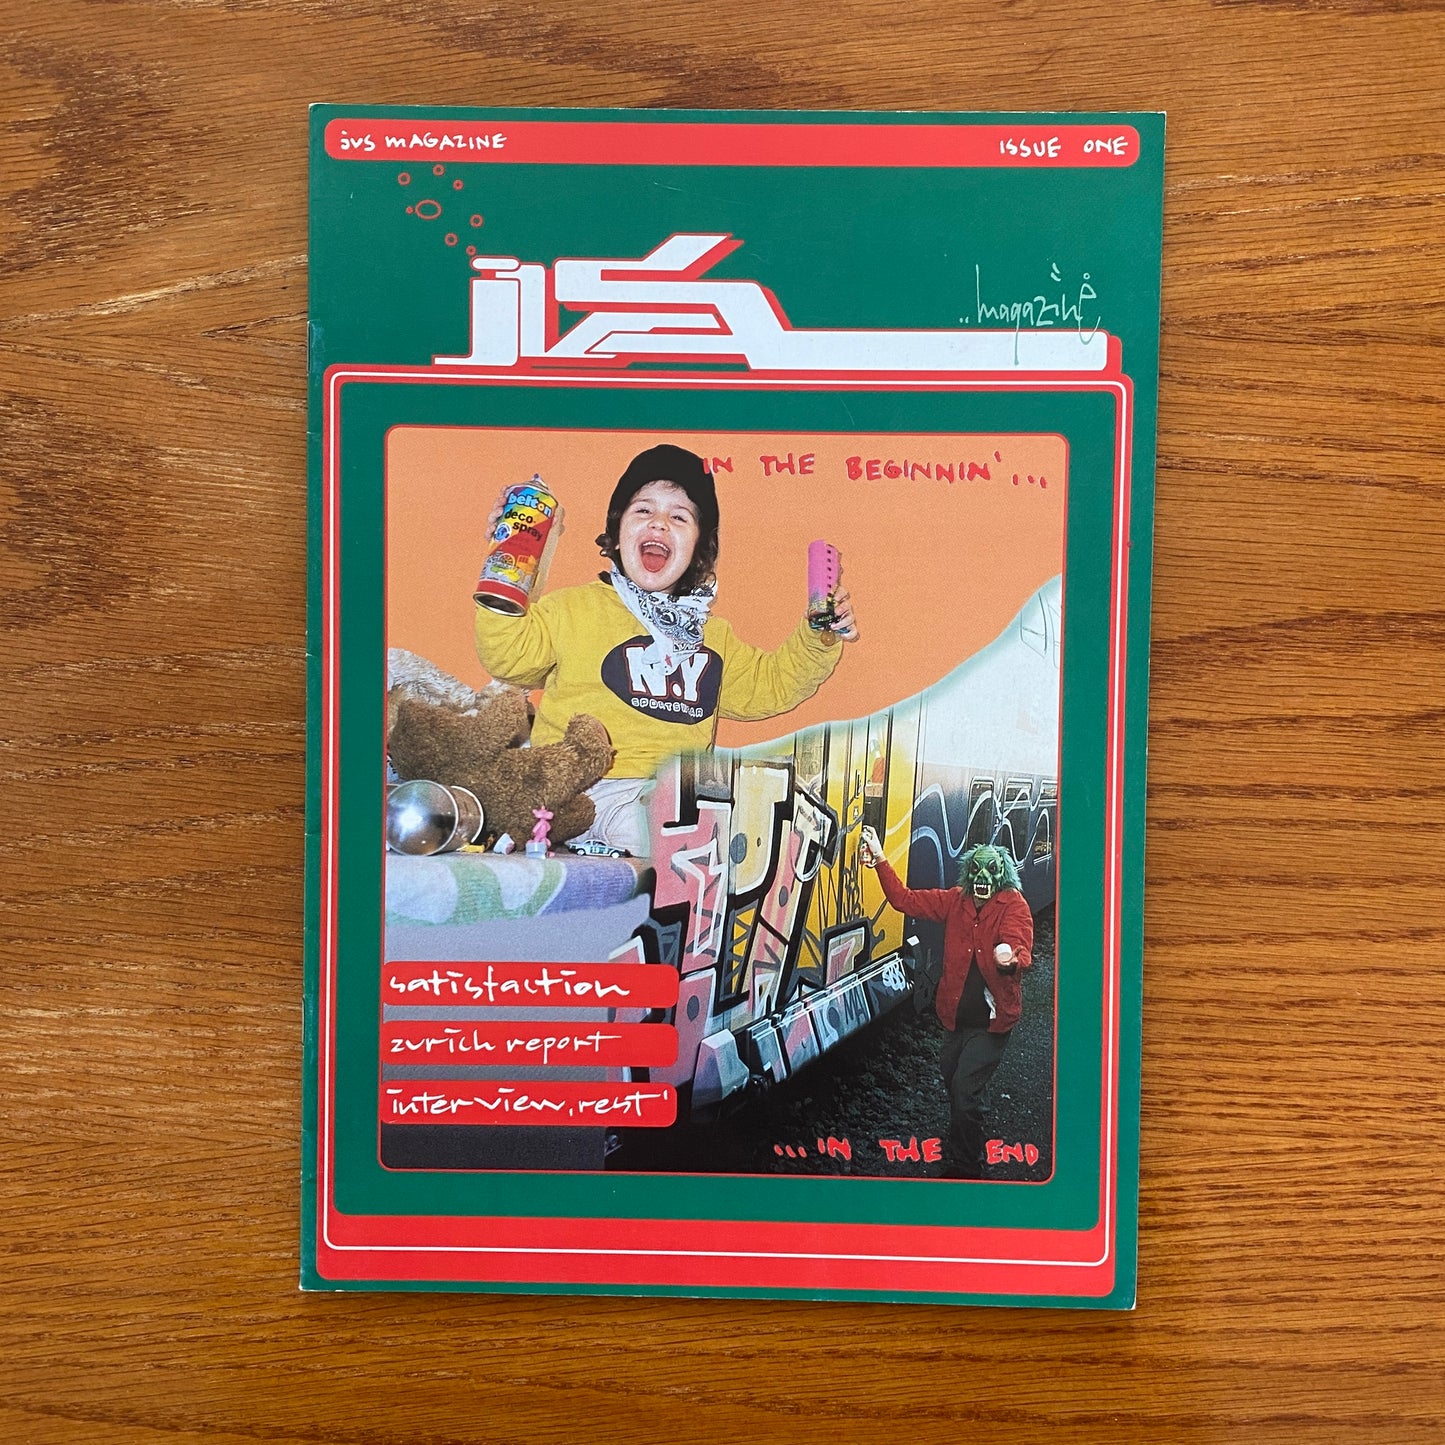 jvs magazine
issue one
jvs
..magazine
in the beginnin'...
belton
deco-
spray
N.Y
SPORTSWEAR
satisfaction
zurich report
interview, rest'
...in the end